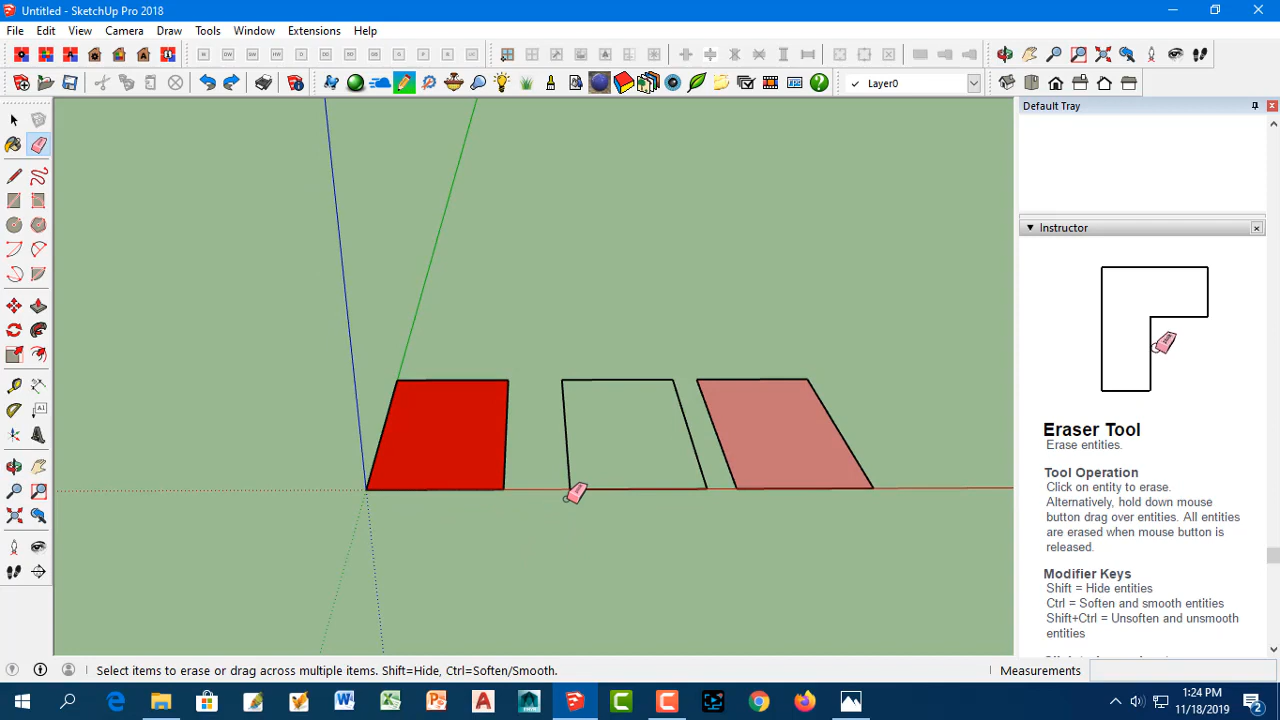 Untitled - SketchUp Pro 2018
File Edit View Camera Draw Tools Window Extensions Help
Layer0
Default Tray
Instructor
Eraser Tool
Erase entities.
Tool Operation
Click on entity to erase.
Alternatively, hold down mouse
button drag over entities. All entities
are erased when mouse button is
released.
Modifier Keys
Shift = Hide entities
Ctrl = Soften and smooth entities
Shift+Ctrl = Unsoften and unsmooth
entities
Select items to erase or drag across multiple items. Shift=Hide, Ctrl=Soften/Smooth.
Measurements
1:24 PM
11/18/2019